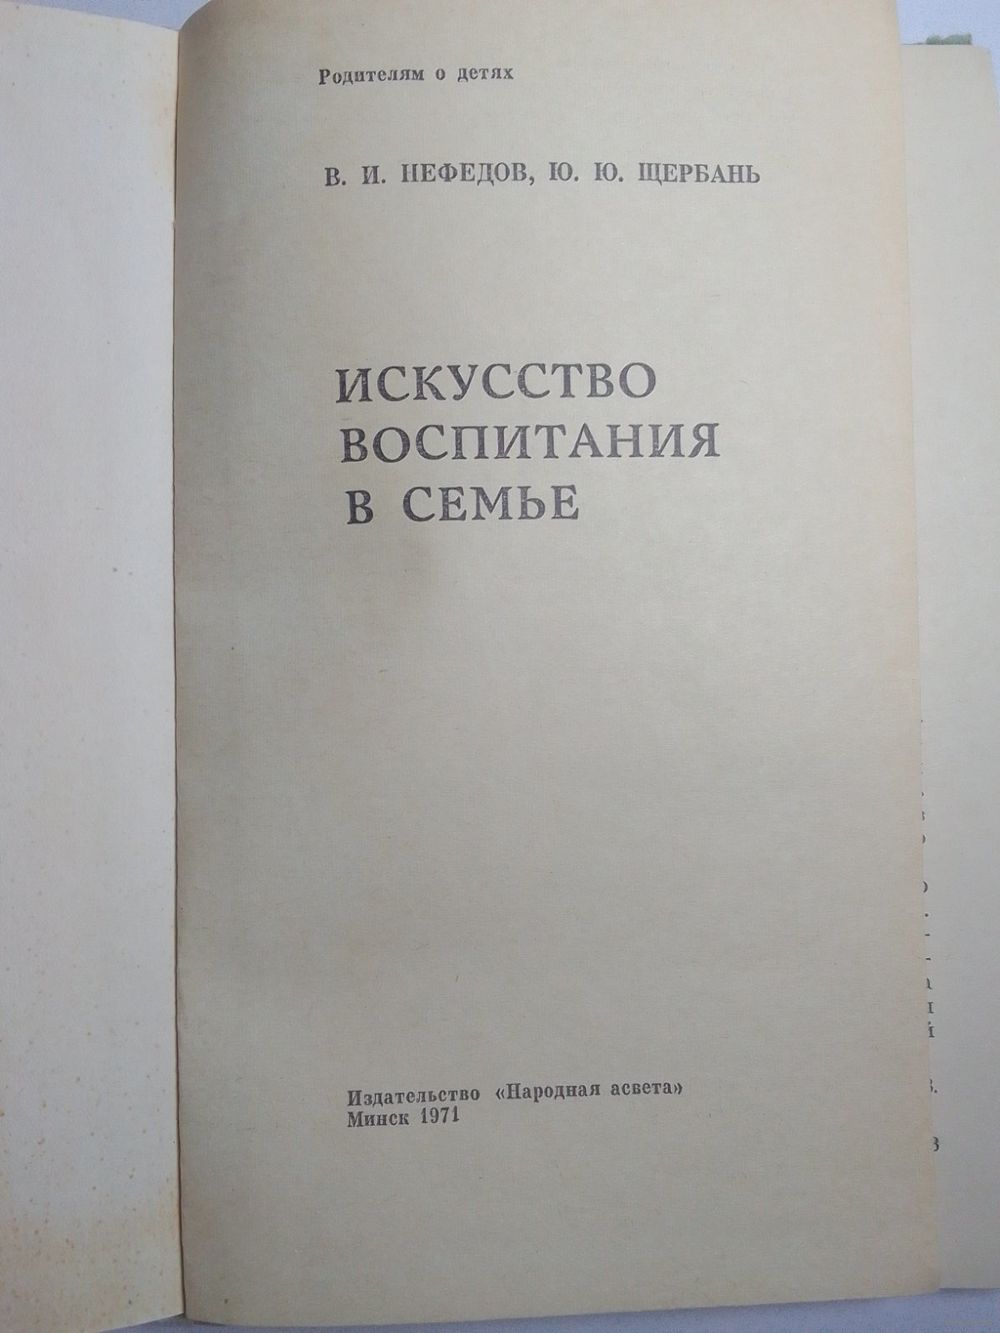 Родителям о детях
В. И. НЕФЕДОВ, Ю. Ю. ЩЕРБАНЬ
ИСКУССТВО
ВОСПИТАНИЯ
В СЕМЬЕ
Издательство «Народная асвета»
Минск 1971